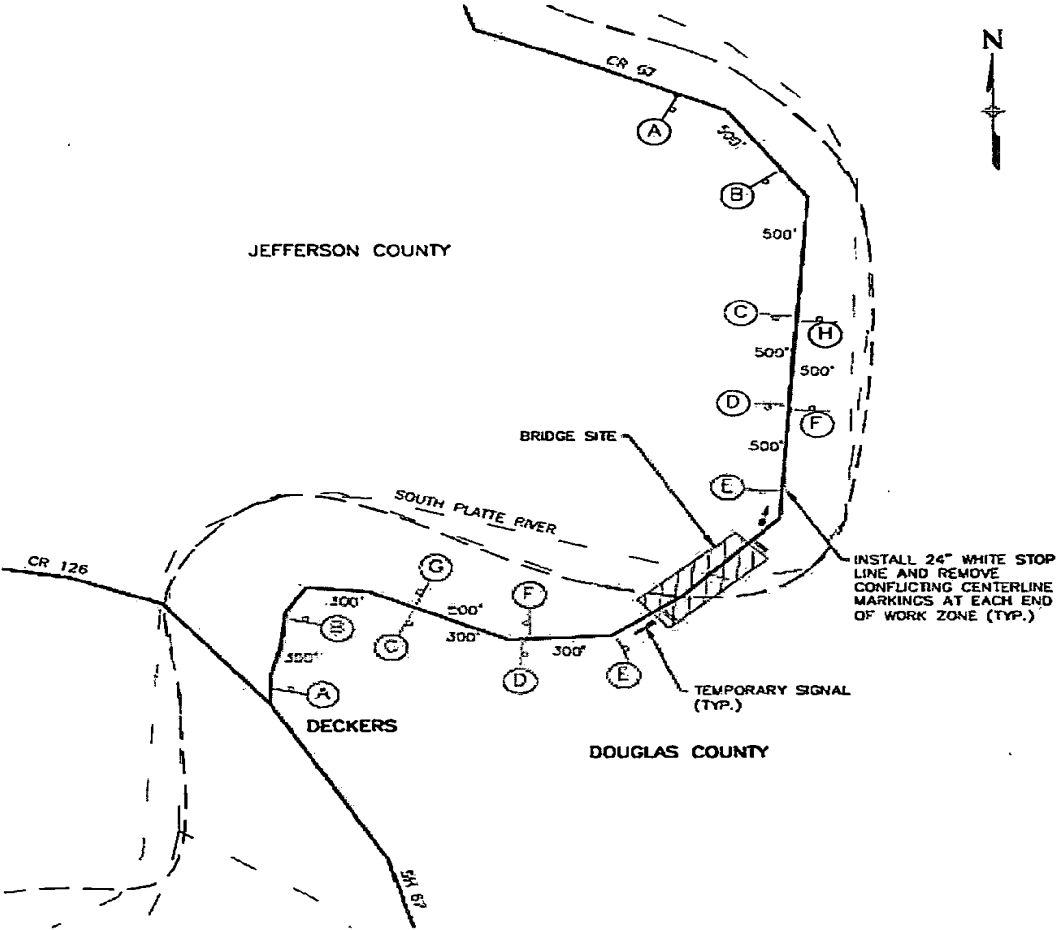 N
CR 67
A
500'
B
500'
JEFFERSON COUNTY
C
H
500'
500'
D
F
500'
BRIDGE SITE
E
SOUTH PLATTE RIVER
CR 126
G
F
INSTALL 24" WHITE STOP
LINE AND REMOVE
CONFLICTING CENTERLINE
MARKINGS AT EACH END
OF WORK ZONE (TYP.)
300'
500'
B
C
300'
300'
300'
D
E
A
TEMPORARY SIGNAL
(TYP.)
DECKERS
DOUGLAS COUNTY
SH 67